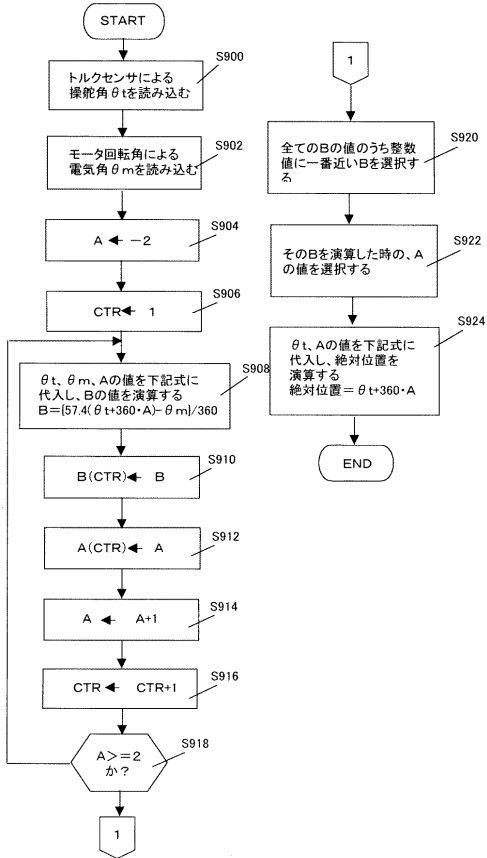 START
S900
トルクセンサによる
操舵角θtを読み込む
S902
モータ回転角による
電気角θmを読み込む
S904
A ← −2
S906
CTR← 1
S908
θt、θm、Aの値を下記式に
代入し、Bの値を演算する
B={57.4(θt+360・A)-θm}/360
S910
B(CTR)← B
S912
A(CTR)← A
S914
A ← A+1
S916
CTR ← CTR+1
S918
A>=2
か?
1
1
S920
全てのBの値のうち整数
値に一番近いBを選択す
る
S922
そのBを演算した時の、A
の値を選択する
S924
θt、Aの値を下記式に
代入し、絶対位置を
演算する
絶対位置=θt+360・A
END